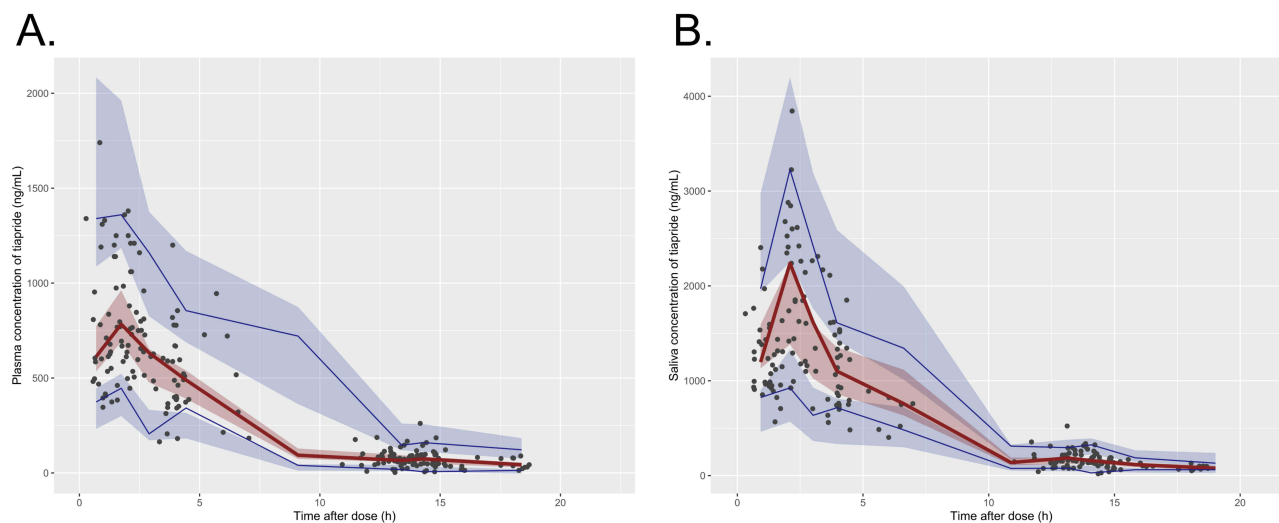 A.
Plasma concentration of tiapride (ng/mL)
2000
1500
1000
500
0
0 5 10 15 20
Time after dose (h)
B.
Saliva concentration of tiapride (ng/mL)
4000
3000
2000
1000
0
0 5 10 15 20
Time after dose (h)